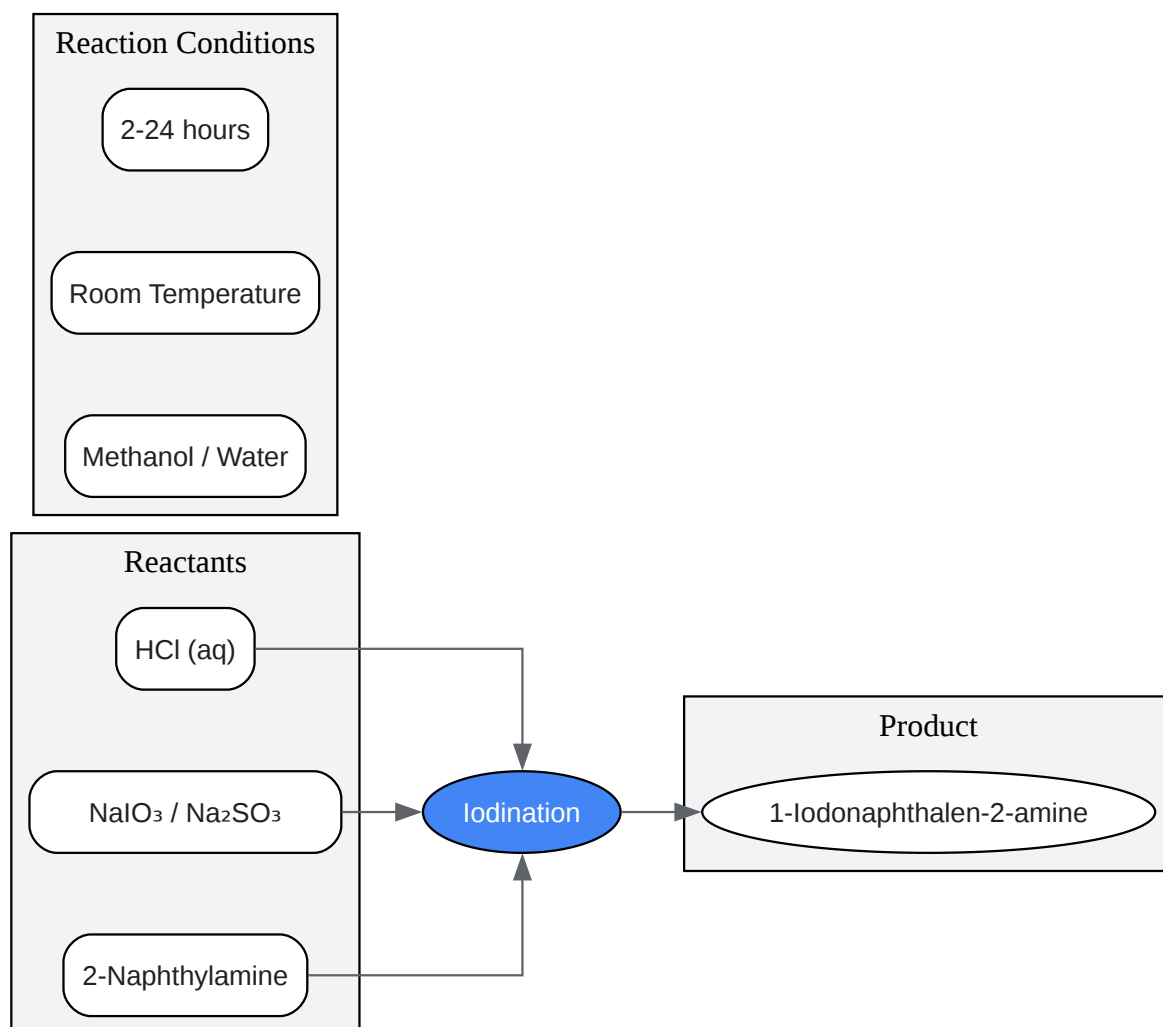 Reaction Conditions
2-24 hours
Room Temperature
Methanol / Water
Reactants
HCl (aq)
NaIO₃ / Na₂SO₃
2-Naphthylamine
Iodination
Product
1-Iodonaphthalen-2-amine